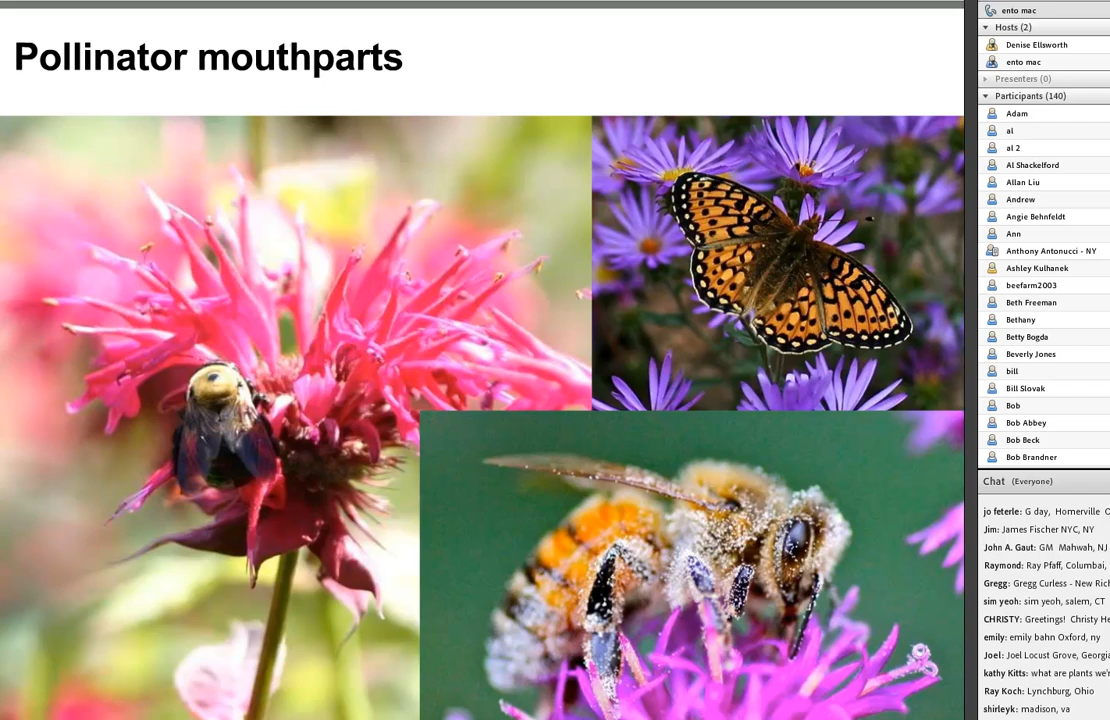 Pollinator mouthparts
ento mac
Hosts (2)
Denise Ellsworth
ento mac
Presenters (0)
Participants (140)
Adam
al
al 2
Al Shackelford
Allan Liu
Andrew
Angie Behnfeldt
Ann
Anthony Antonucci - NY
Ashley Kulhanek
beefarm2003
Beth Freeman
Bethany
Betty Bogda
Beverly Jones
bill
Bill Slovak
Bob
Bob Abbey
Bob Beck
Bob Brandner
Chat (Everyone)
jo feterle: G day, Homerville O
Jim: James Fischer NYC, NY
John A. Gaut: GM Mahwah, NJ
Raymond: Ray Pfaff, Columbai,
Gregg: Gregg Curless - New Rich
sim yeoh: sim yeoh, salem, CT
CHRISTY: Greetings! Christy He
emily: emily bahn Oxford, ny
Joel: Joel Locust Grove, Georgia
kathy Kitts: what are plants we'r
Ray Koch: Lynchburg, Ohio
shirleyk: madison, va